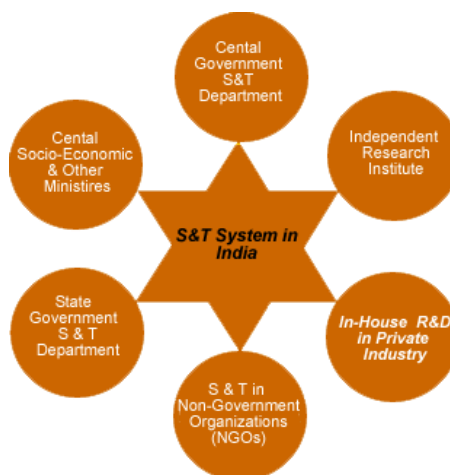 Cental
Government
S&T
Department
Cental
Socio-Economic
& Other
Ministires
Independent
Research
Institute
S&T System in
India
State
Government
S & T
Department
In-House R&D
in Private
Industry
S & T in
Non-Government
Organizations
(NGOs)